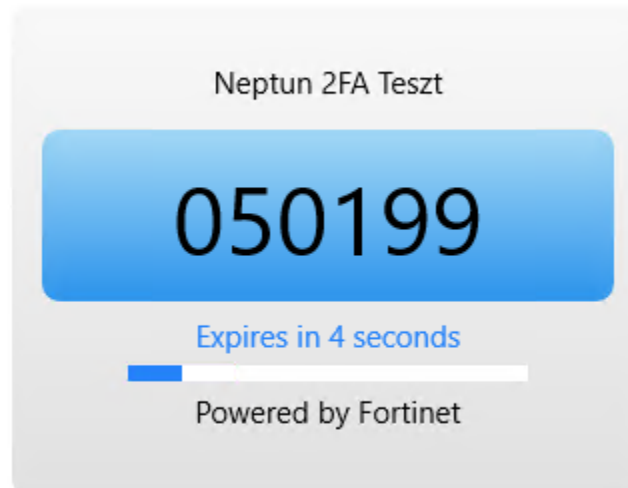 Neptun 2FA Teszt
050199
Expires in 4 seconds
Powered by Fortinet